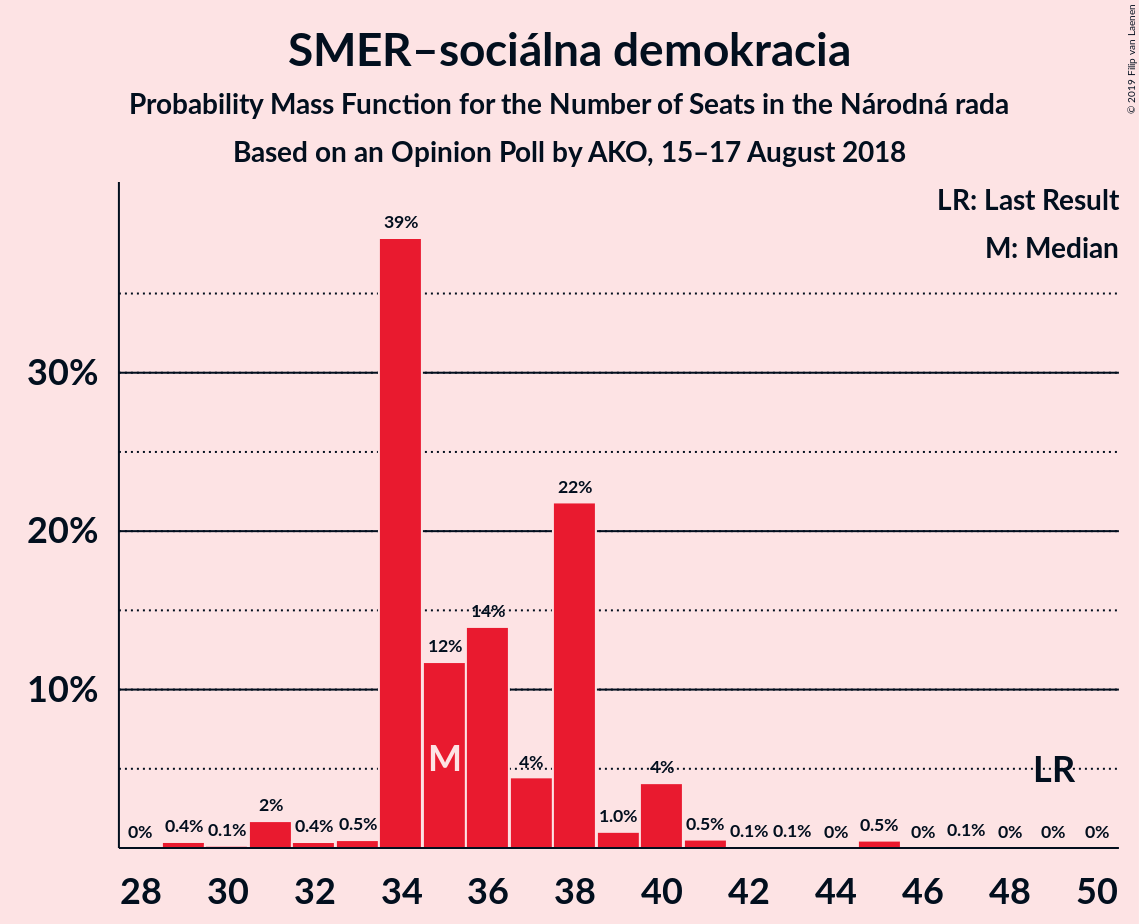 SMER–sociálna demokracia
Probability Mass Function for the Number of Seats in the Národná rada
Based on an Opinion Poll by AKO, 15–17 August 2018
© 2019 Filip van Laenen
LR: Last Result
M: Median
39%
30%
22%
20%
14%
12%
10%
M
4%
4%
LR
2%
0% 0.4% 0.1% 0.4% 0.5% 1.0% 0.5% 0.1% 0.1% 0% 0.5% 0% 0.1% 0% 0% 0%
28 30 32 34 36 38 40 42 44 46 48 50